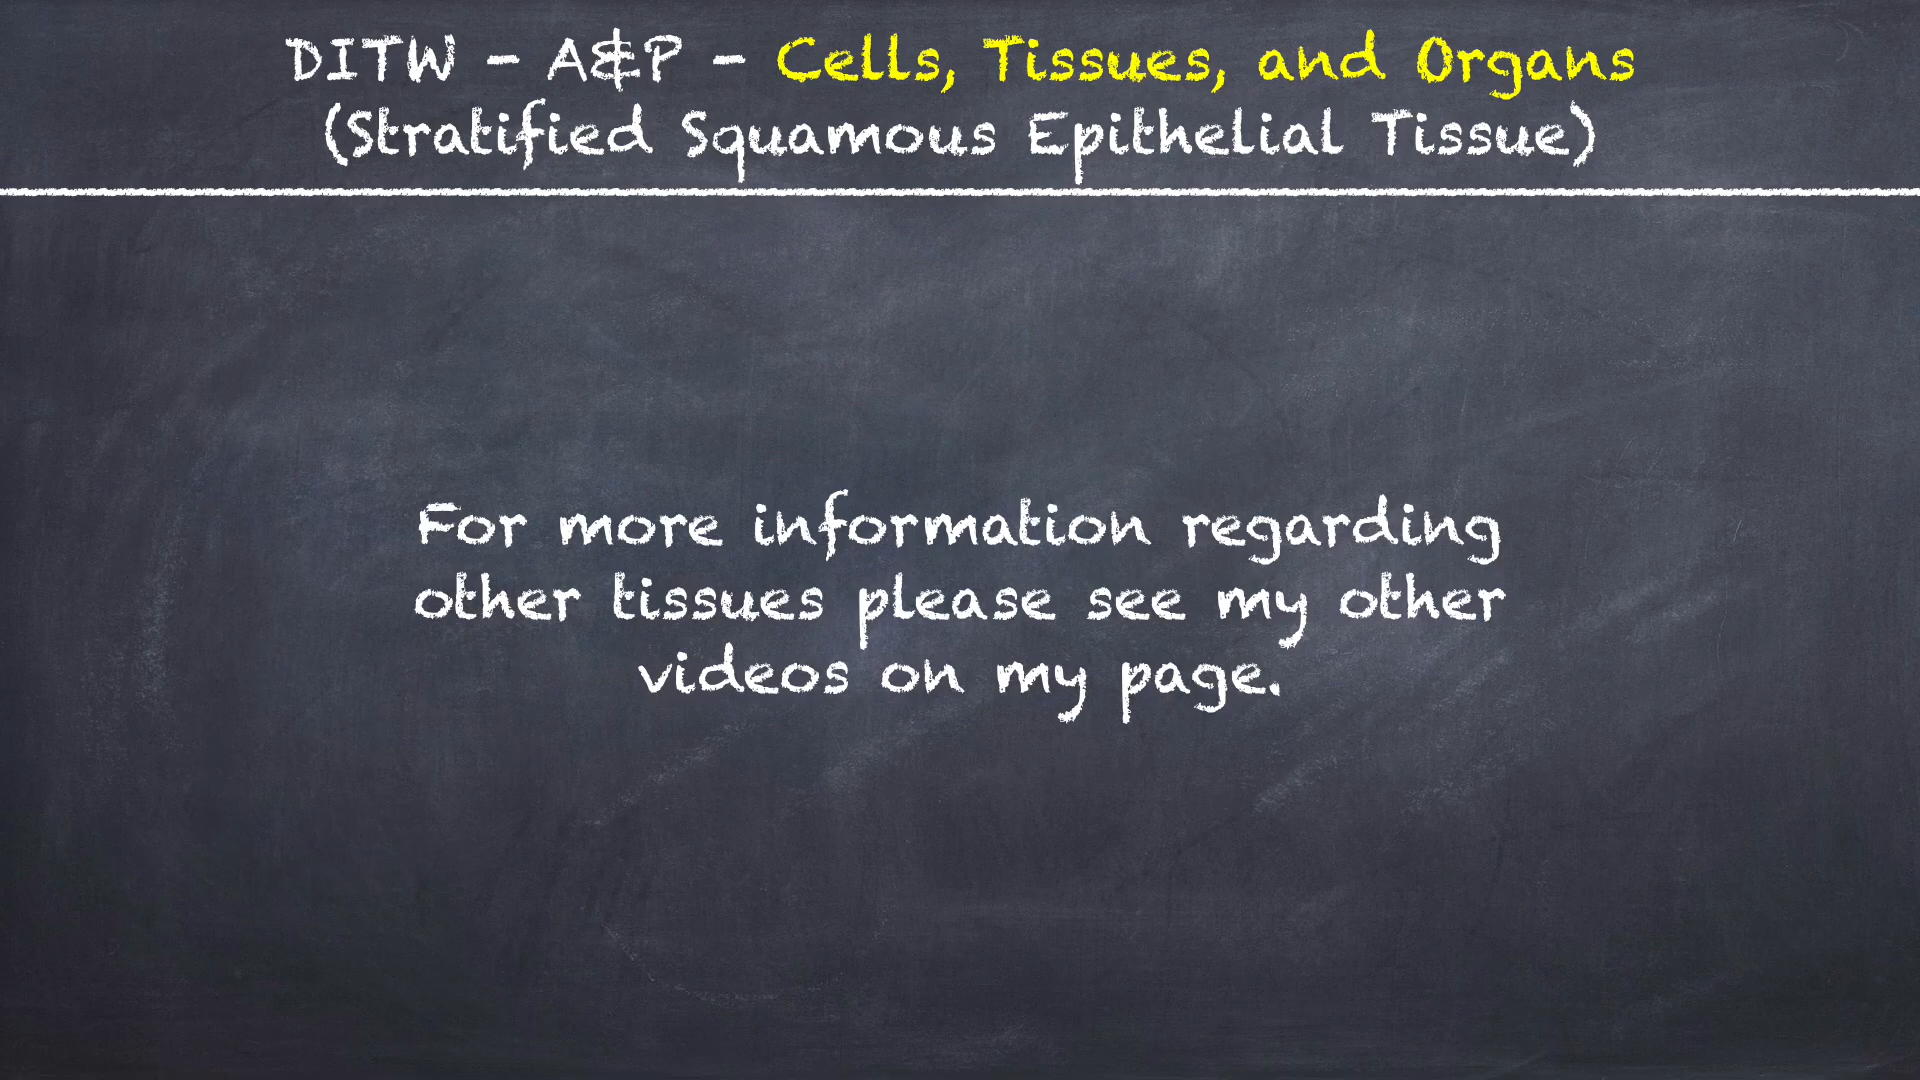 DITW - A&P - Cells, Tissues, and Organs
(Stratified Squamous Epithelial Tissue)
For more information regarding
other tissues please see my other
videos on my page.